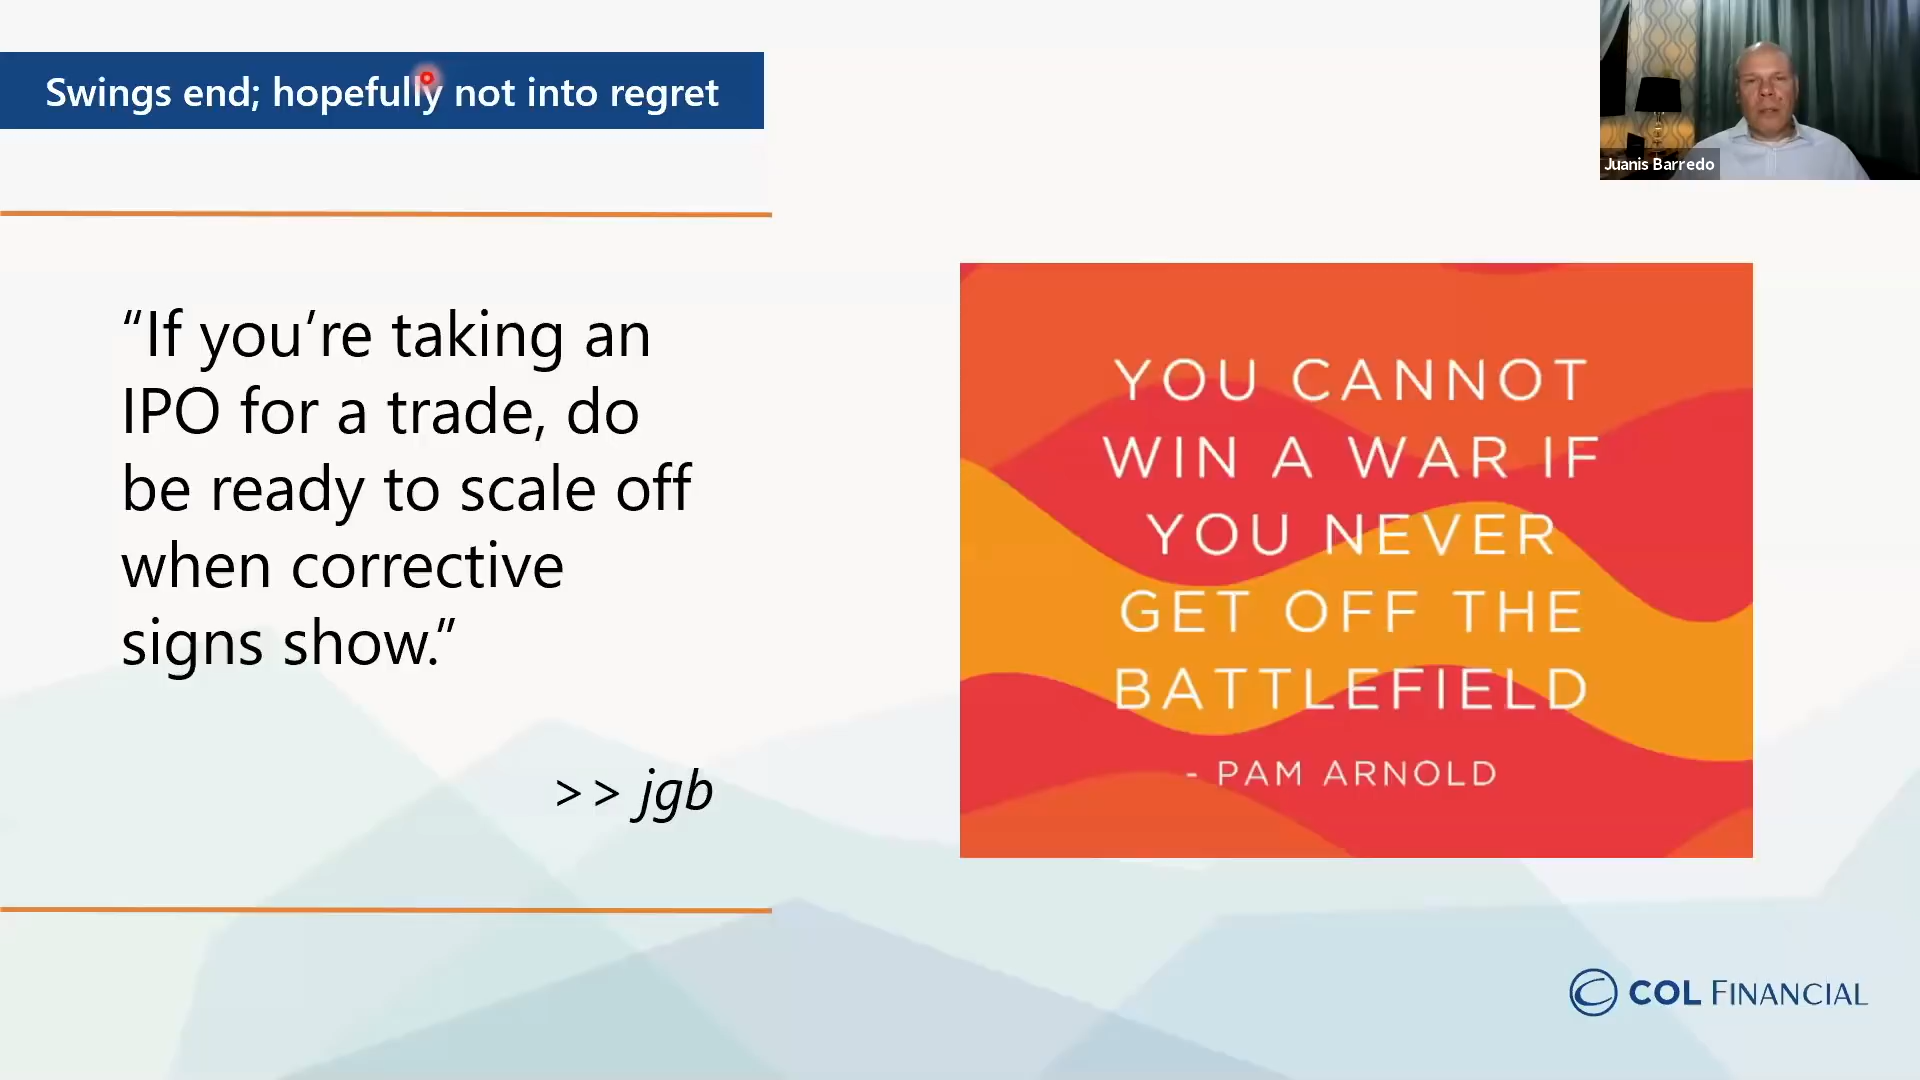 Swings end; hopefully not into regret
Juanis Barredo
“If you’re taking an
IPO for a trade, do
be ready to scale off
when corrective
signs show.”
>> jgb
YOU CANNOT
WIN A WAR IF
YOU NEVER
GET OFF THE
BATTLEFIELD
- PAM ARNOLD
COL FINANCIAL